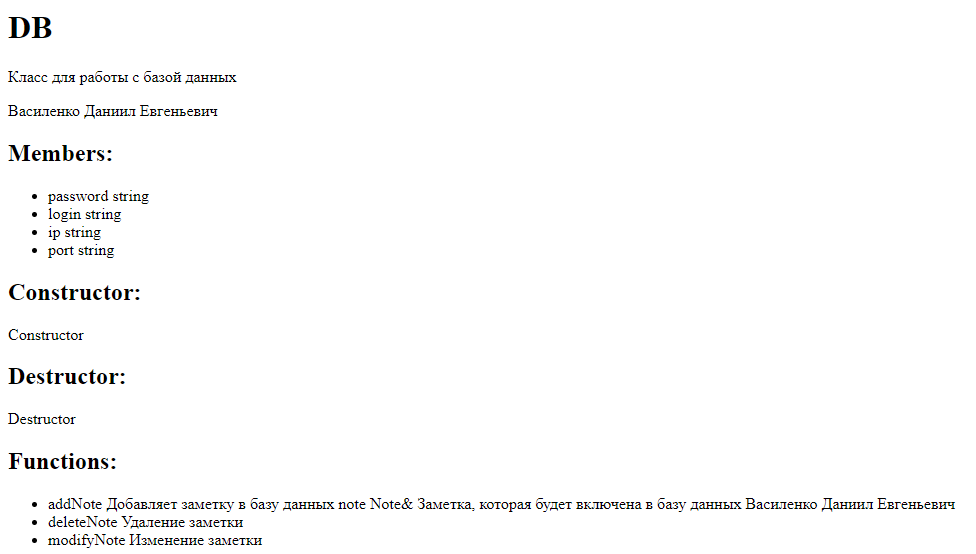 DB
Класс для работы с базой данных
Василенко Даниил Евгеньевич
Members:
password string
login string
ip string
port string
Constructor:
Constructor
Destructor:
Destructor
Functions:
addNote Добавляет заметку в базу данных note Note& Заметка, которая будет включена в базу данных Василенко Даниил Евгеньевич
deleteNote Удаление заметки
modifyNote Изменение заметки